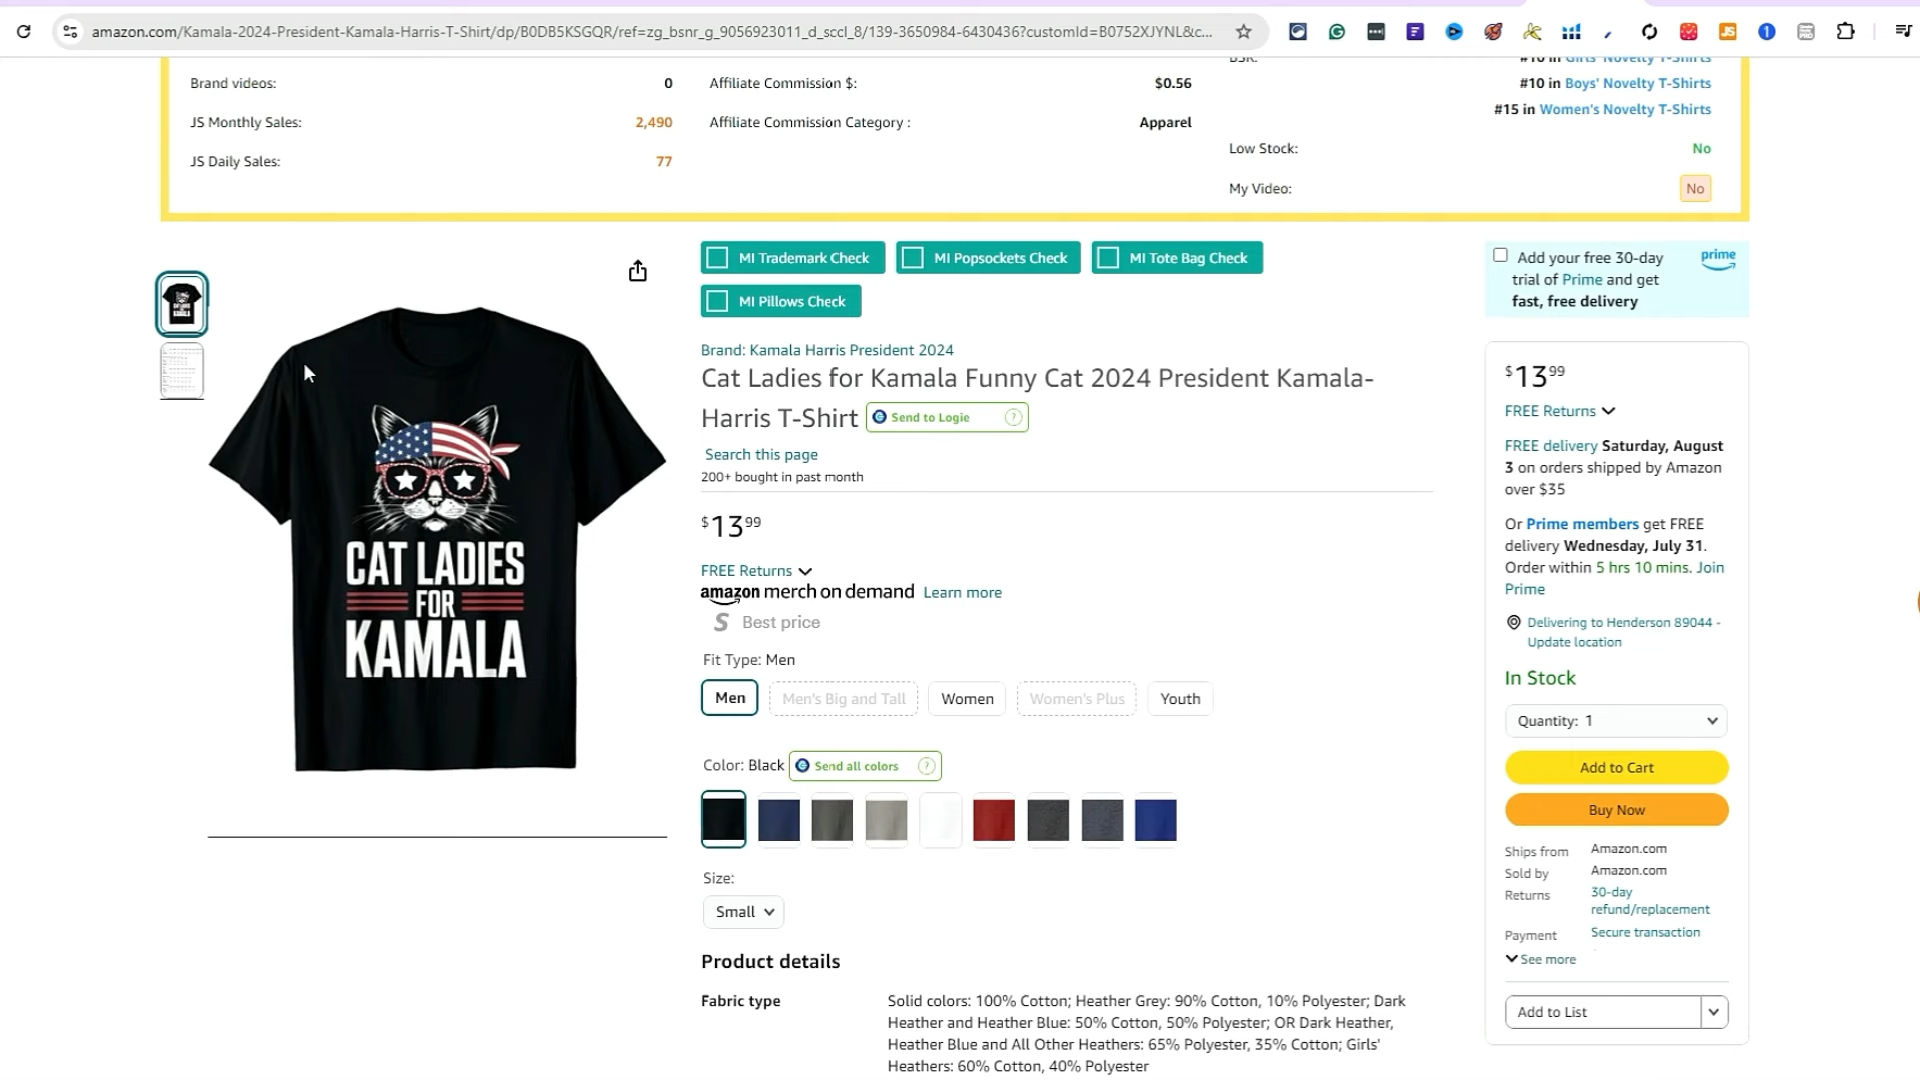 amazon.com/Kamala-2024-President-Kamala-Harris-T-Shirt/dp/B0DB5KSGQR/ref=zg_bsnr_g_9056923011_d_sccl_8/139-3650984-6430436?customId=B0752XJYNL&c...
Brand videos:
0
JS Monthly Sales:
2,490
JS Daily Sales:
77
Affiliate Commission $:
$0.56
Affiliate Commission Category :
Apparel
BSR:
#10 in Girls' Novelty T-Shirts
#10 in Boys' Novelty T-Shirts
#15 in Women's Novelty T-Shirts
Low Stock:
No
My Video:
No
MI Trademark Check
MI Popsockets Check
MI Tote Bag Check
MI Pillows Check
Brand: Kamala Harris President 2024
Cat Ladies for Kamala Funny Cat 2024 President Kamala-
Harris T-Shirt
Send to Logie
?
Search this page
200+ bought in past month
$13.99
FREE Returns
amazon merch on demand Learn more
S Best price
Fit Type: Men
Men
Men's Big and Tall
Women
Women's Plus
Youth
Color: Black
Send all colors
?
Size:
Small
Product details
Fabric type
Solid colors: 100% Cotton; Heather Grey: 90% Cotton, 10% Polyester; Dark
Heather and Heather Blue: 50% Cotton, 50% Polyester; OR Dark Heather,
Heather Blue and All Other Heathers: 65% Polyester, 35% Cotton; Girls'
Heathers: 60% Cotton, 40% Polyester
CAT LADIES
FOR
KAMALA
Add your free 30-day
trial of Prime and get
fast, free delivery
prime
$13.99
FREE Returns
FREE delivery Saturday, August
3 on orders shipped by Amazon
over $35
Or Prime members get FREE
delivery Wednesday, July 31.
Order within 5 hrs 10 mins. Join
Prime
Delivering to Henderson 89044 -
Update location
In Stock
Quantity: 1
Add to Cart
Buy Now
Ships from
Amazon.com
Sold by
Amazon.com
Returns
30-day
refund/replacement
Payment
Secure transaction
See more
Add to List